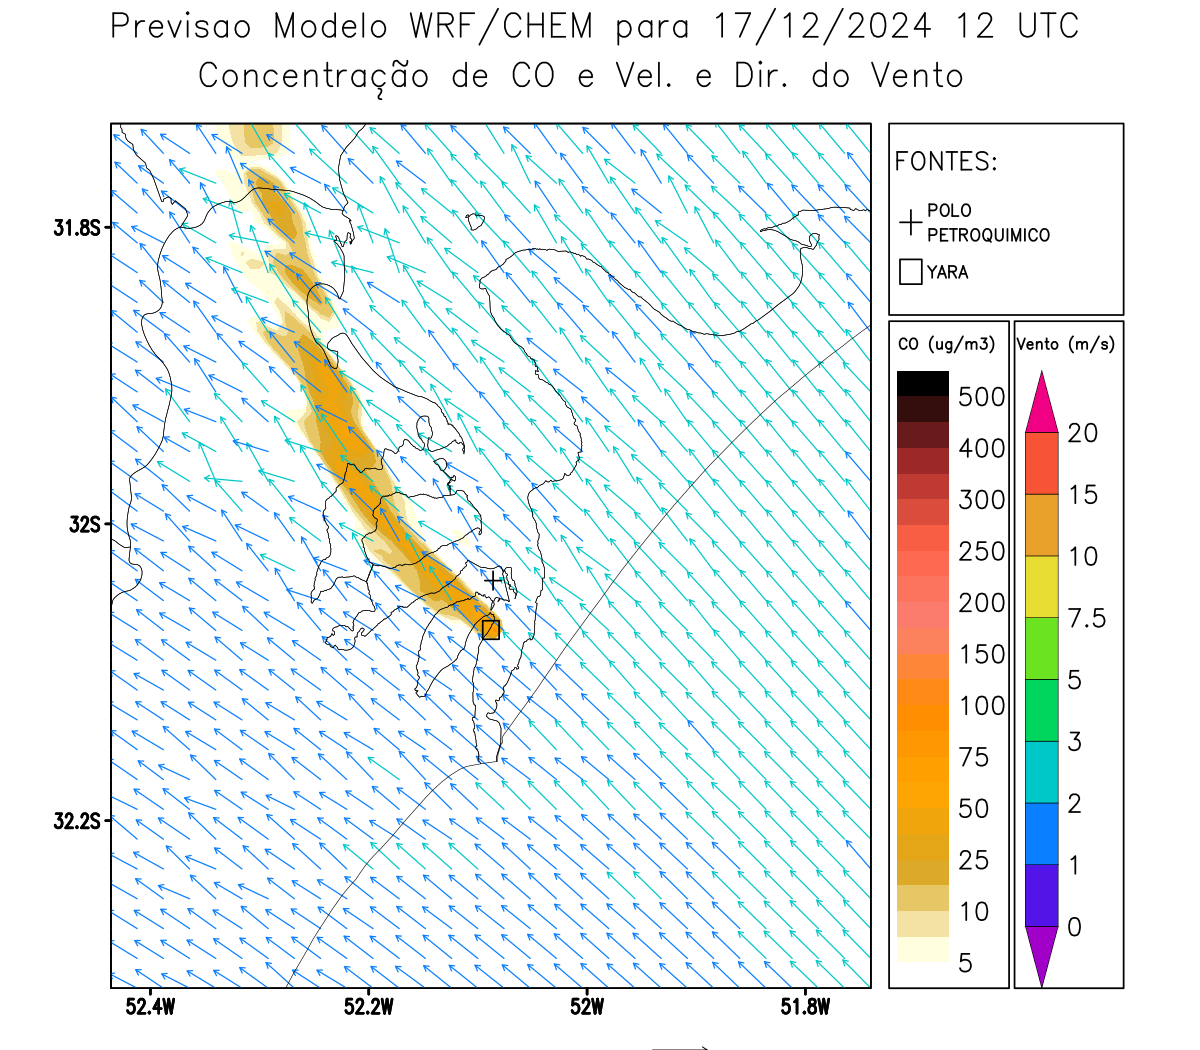 Previsao Modelo WRF/CHEM para 17/12/2024 12 UTC
Concentração de CO e Vel. e Dir. do Vento
FONTES:
POLO
PETROQUIMICO
YARA
CO (ug/m3)
500
400
300
250
200
150
100
75
50
25
10
5
Vento (m/s)
20
15
10
7.5
5
3
2
1
0
31.8S
32S
32.2S
52.4W
52.2W
52W
51.8W